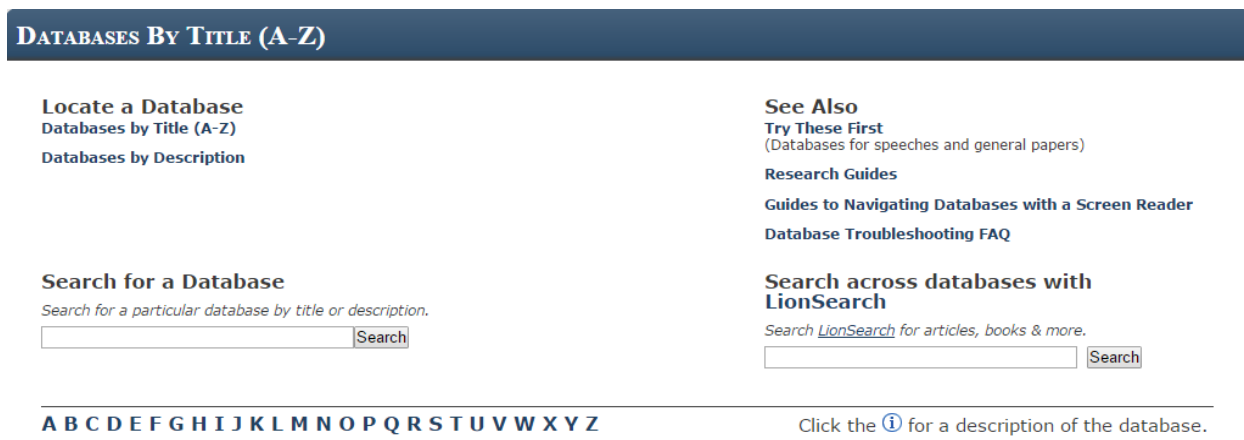 DATABASES BY TITLE (A-Z)
Locate a Database
Databases by Title (A-Z)
Databases by Description
See Also
Try These First
(Databases for speeches and general papers)
Research Guides
Guides to Navigating Databases with a Screen Reader
Database Troubleshooting FAQ
Search for a Database
Search for a particular database by title or description.
Search
Search across databases with
LionSearch
Search LionSearch for articles, books & more.
Search
A B C D E F G H I J K L M N O P Q R S T U V W X Y Z
Click the i for a description of the database.